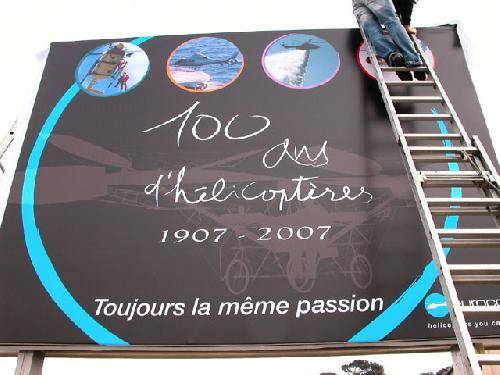 100
ans
d'hélicoptères
1907 - 2007
Toujours la même passion